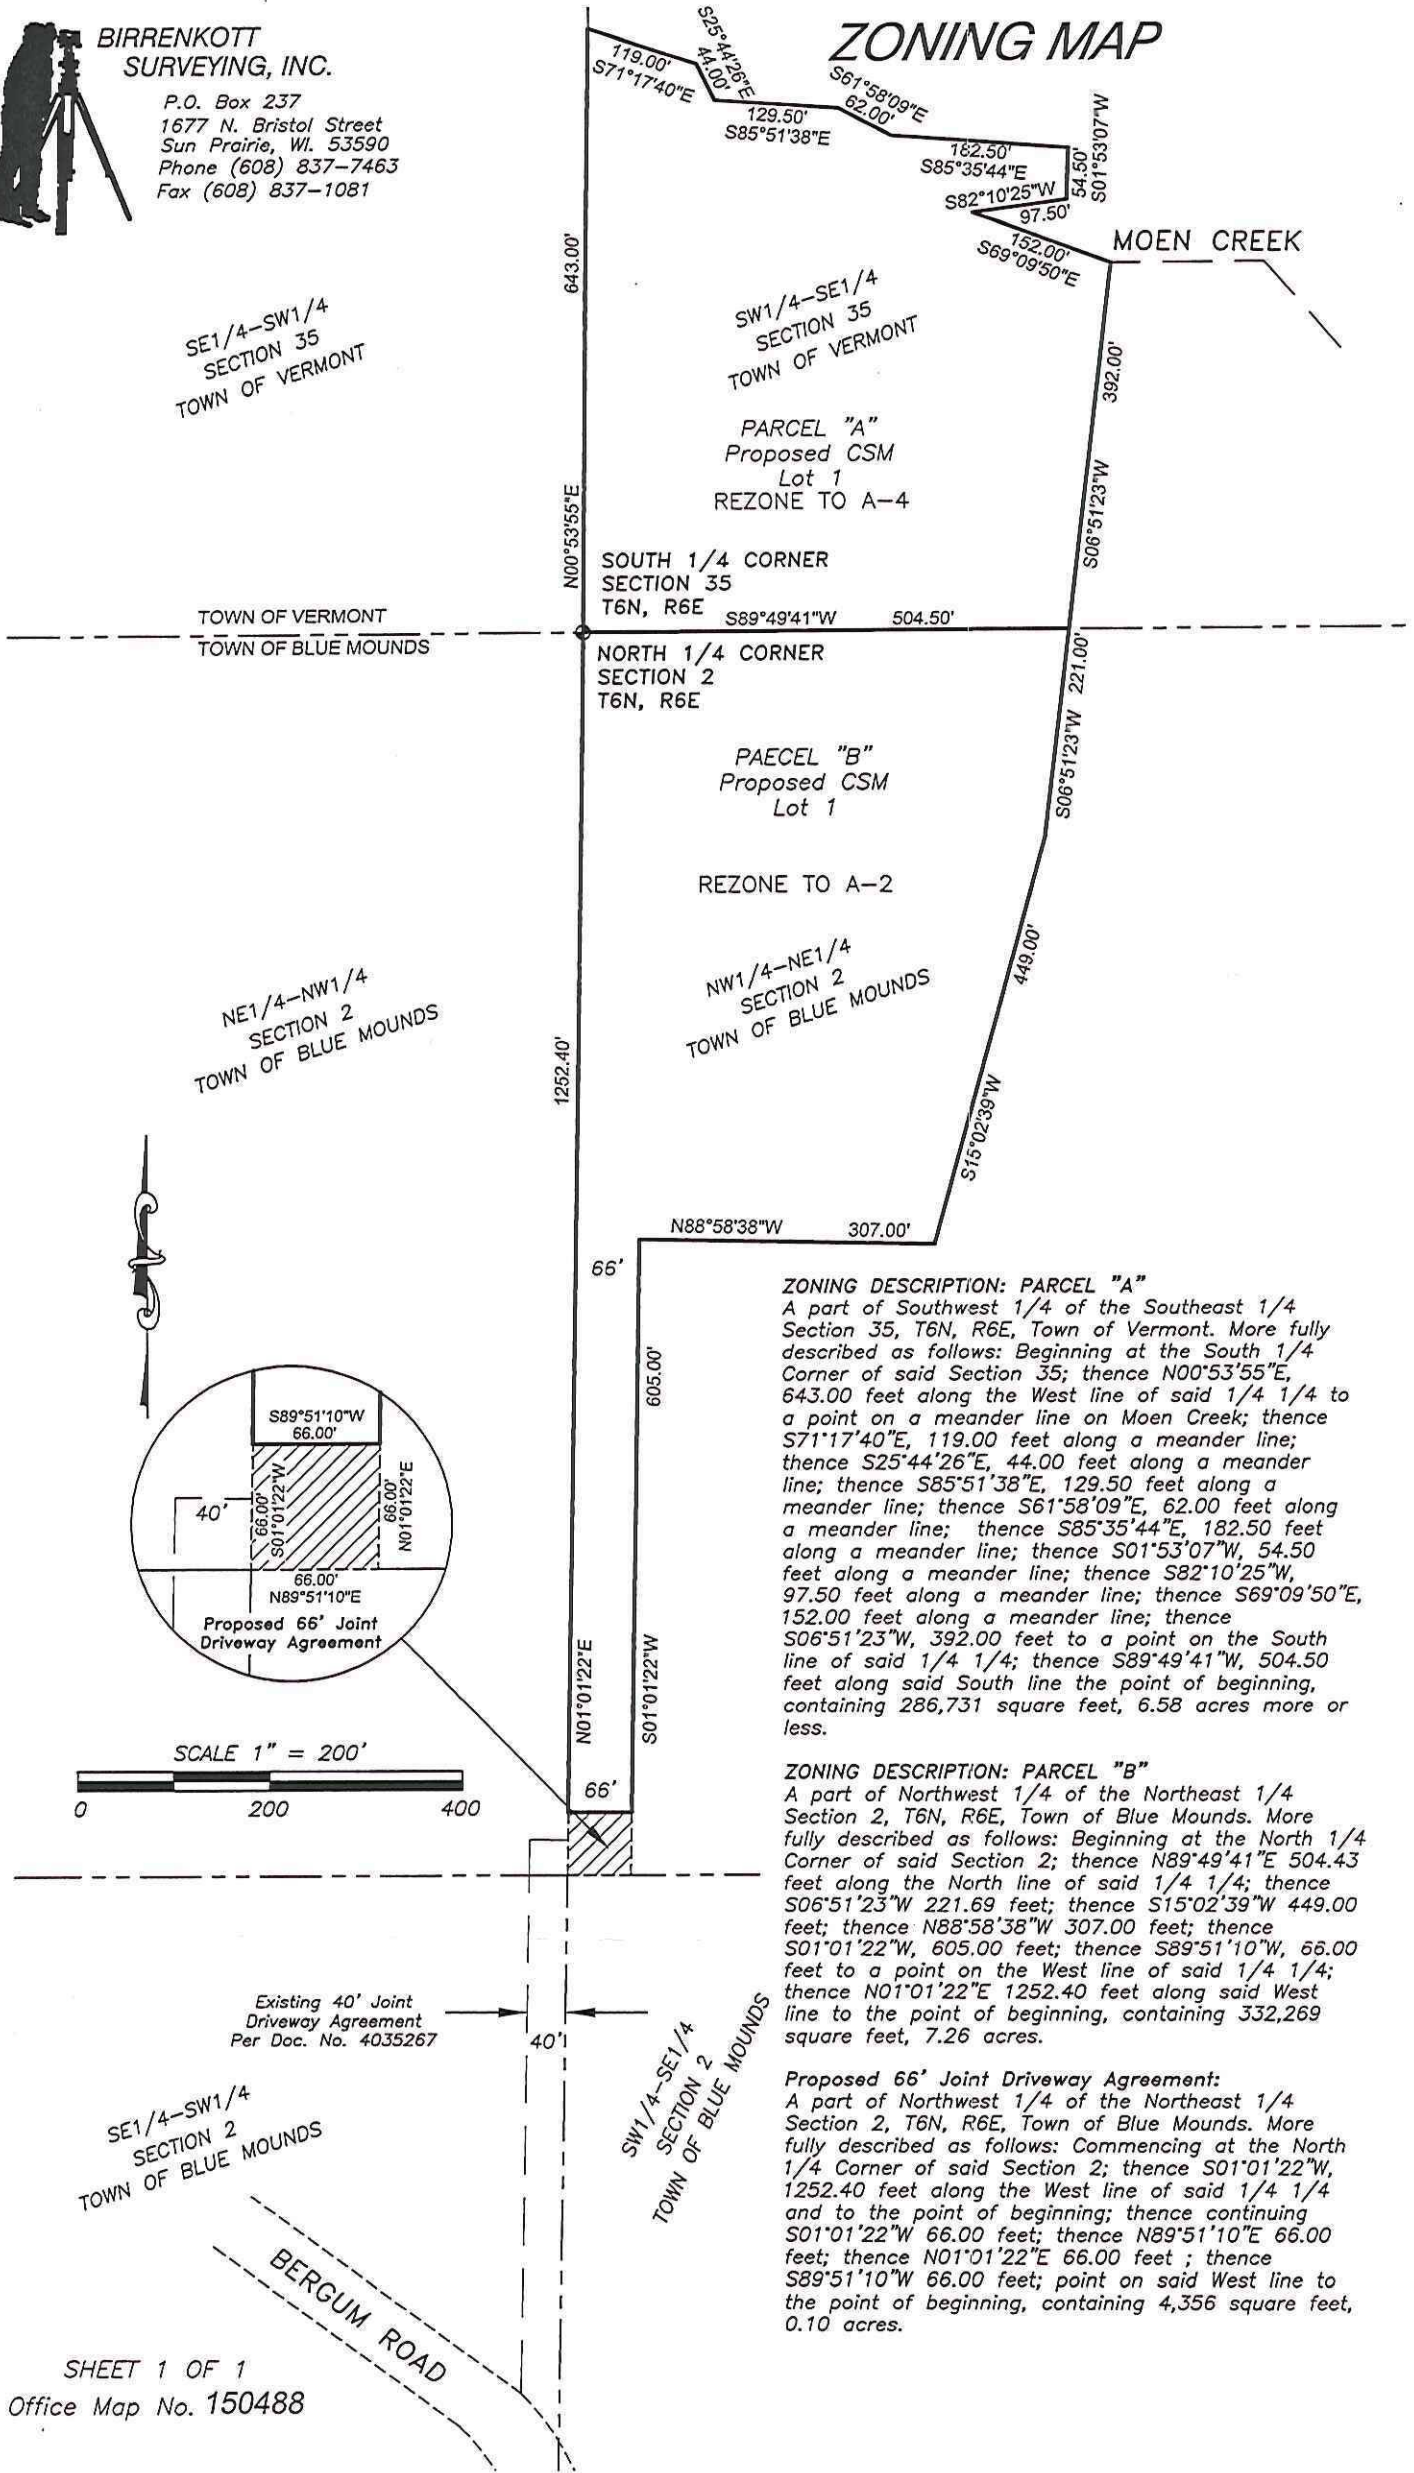 BIRRENKOTT
SURVEYING, INC.
P.O. Box 237
1677 N. Bristol Street
Sun Prairie, WI. 53590
Phone (608) 837-7463
Fax (608) 837-1081
ZONING MAP
119.00'
S71°17'40"E
S25°44'26"E
44.00'
129.50'
S85°51'38"E
S61°58'09"E
62.00'
182.50'
S85°35'44"E
54.50'
S01°53'07"W
S82°10'25"W
97.50'
152.00'
S69°09'50"E
MOEN CREEK
643.00'
N00°53'55"E
SE1/4-SW1/4
SECTION 35
TOWN OF VERMONT
SW1/4-SE1/4
SECTION 35
TOWN OF VERMONT
392.00'
S06°51'23"W
PARCEL "A"
Proposed CSM
Lot 1
REZONE TO A-4
SOUTH 1/4 CORNER
SECTION 35
T6N, R6E
TOWN OF VERMONT
S89°49'41"W 504.50'
TOWN OF BLUE MOUNDS
NORTH 1/4 CORNER
SECTION 2
T6N, R6E
S06°51'23"W 221.00'
PAECEL "B"
Proposed CSM
Lot 1
REZONE TO A-2
NE1/4-NW1/4
SECTION 2
TOWN OF BLUE MOUNDS
NW1/4-NE1/4
SECTION 2
TOWN OF BLUE MOUNDS
449.00'
S15°02'39"W
1252.40'
N01°01'22"E
N88°58'38"W 307.00'
66'
605.00'
S01°01'22"W
66'
S89°51'10"W
66.00'
40'
66.00'
S01°01'22"W
66.00'
N01°01'22"E
66.00'
N89°51'10"E
Proposed 66' Joint
Driveway Agreement
SCALE 1" = 200'
0 200 400
ZONING DESCRIPTION: PARCEL "A"
A part of Southwest 1/4 of the Southeast 1/4
Section 35, T6N, R6E, Town of Vermont. More fully
described as follows: Beginning at the South 1/4
Corner of said Section 35; thence N00°53'55"E,
643.00 feet along the West line of said 1/4 1/4 to
a point on a meander line on Moen Creek; thence
S71°17'40"E, 119.00 feet along a meander line;
thence S25°44'26"E, 44.00 feet along a meander
line; thence S85°51'38"E, 129.50 feet along a
meander line; thence S61°58'09"E, 62.00 feet along
a meander line; thence S85°35'44"E, 182.50 feet
along a meander line; thence S01°53'07"W, 54.50
feet along a meander line; thence S82°10'25"W,
97.50 feet along a meander line; thence S69°09'50"E,
152.00 feet along a meander line; thence
S06°51'23"W, 392.00 feet to a point on the South
line of said 1/4 1/4; thence S89°49'41"W, 504.50
feet along said South line the point of beginning,
containing 286,731 square feet, 6.58 acres more or
less.
ZONING DESCRIPTION: PARCEL "B"
A part of Northwest 1/4 of the Northeast 1/4
Section 2, T6N, R6E, Town of Blue Mounds. More
fully described as follows: Beginning at the North 1/4
Corner of said Section 2; thence N89°49'41"E 504.43
feet along the North line of said 1/4 1/4; thence
S06°51'23"W 221.69 feet; thence S15°02'39"W 449.00
feet; thence N88°58'38"W 307.00 feet; thence
S01°01'22"W, 605.00 feet; thence S89°51'10"W, 66.00
feet to a point on the West line of said 1/4 1/4;
thence N01°01'22"E 1252.40 feet along said West
line to the point of beginning, containing 332,269
square feet, 7.26 acres.
Proposed 66' Joint Driveway Agreement:
A part of Northwest 1/4 of the Northeast 1/4
Section 2, T6N, R6E, Town of Blue Mounds. More
fully described as follows: Commencing at the North
1/4 Corner of said Section 2; thence S01°01'22"W,
1252.40 feet along the West line of said 1/4 1/4
and to the point of beginning; thence continuing
S01°01'22"W 66.00 feet; thence N89°51'10"E 66.00
feet; thence N01°01'22"E 66.00 feet ; thence
S89°51'10"W 66.00 feet; point on said West line to
the point of beginning, containing 4,356 square feet,
0.10 acres.
Existing 40' Joint
Driveway Agreement
Per Doc. No. 4035267
40'
SE1/4-SW1/4
SECTION 2
TOWN OF BLUE MOUNDS
SW1/4-SE1/4
SECTION 2
TOWN OF BLUE MOUNDS
BERGUM ROAD
SHEET 1 OF 1
Office Map No. 150488